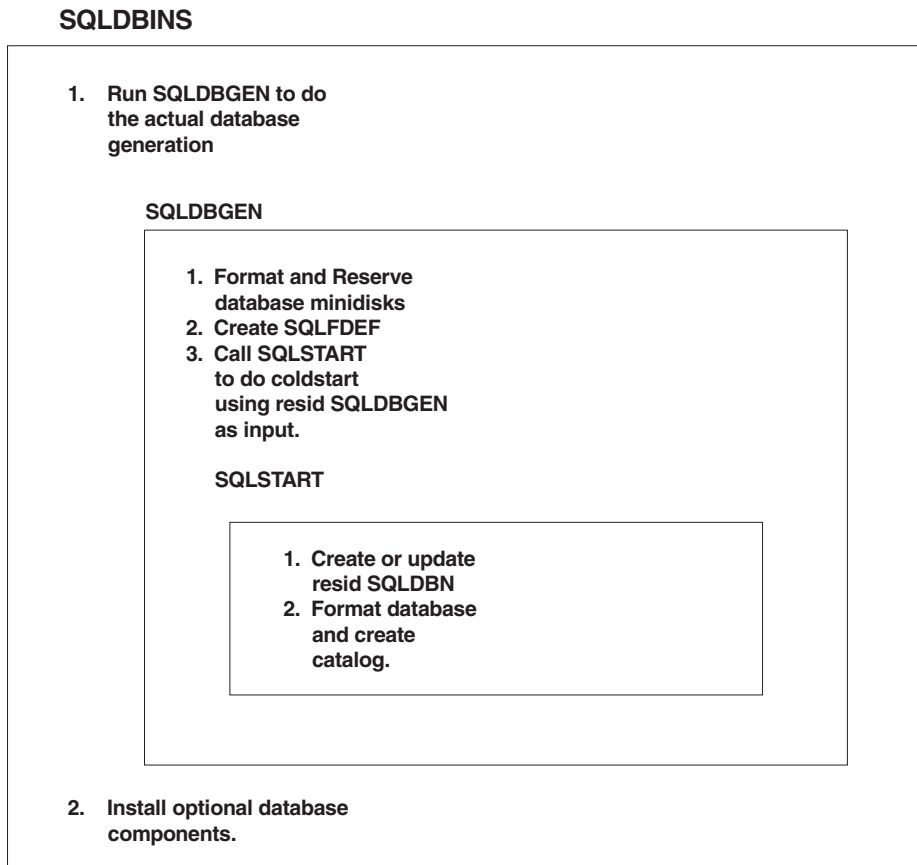 SQLDBINS
1. Run SQLDBGEN to do
the actual database
generation
SQLDBGEN
1. Format and Reserve
database minidisks
2. Create SQLFDEF
3. Call SQLSTART
to do coldstart
using resid SQLDBGEN
as input.
SQLSTART
1. Create or update
resid SQLDBN
2. Format database
and create
catalog.
2. Install optional database
components.